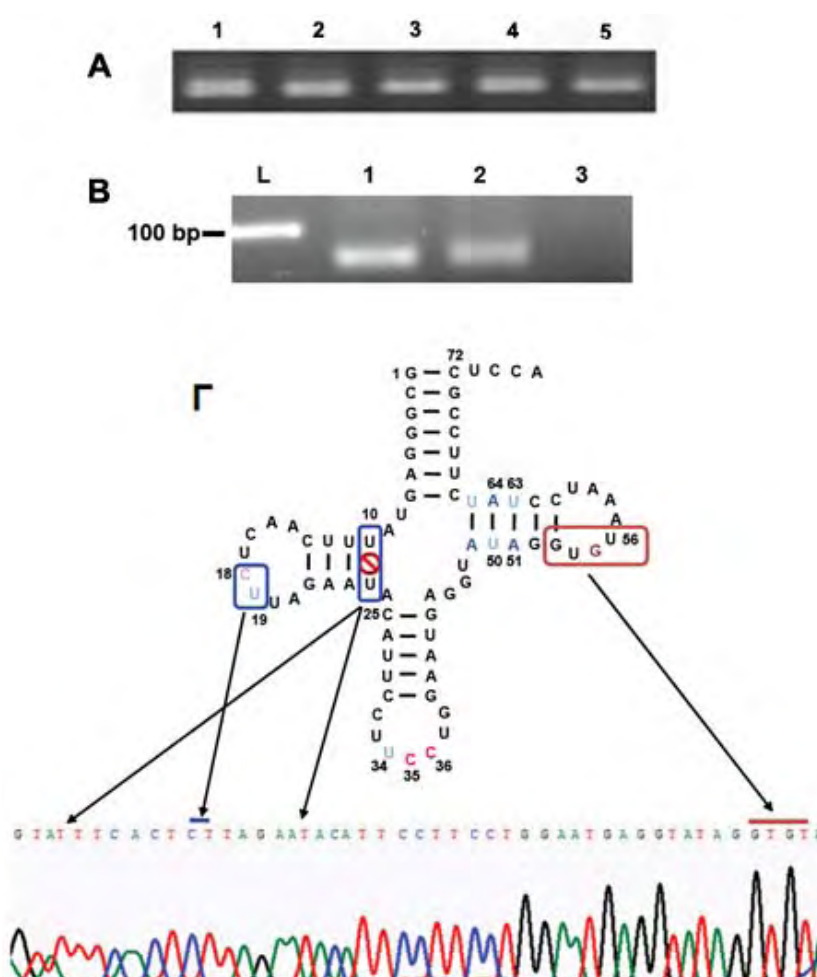 1 2 3 4 5
A
L 1 2 3
B
100 bp
Г
72
1 G – C U C C A
C – G
G – C
G – C
G – U
A – U
64 63
G – C U A U C C U A A A
10
U A
C A A C U U U
U
18 C
U U
G A A U
A G
19
25
A U A G G U G U 56
50 51
U G G A
A
C – G
A – U
U – A
U – A
C – G
C G
C U
U C C
34 35 36
G TATTTCACTCTTAGAATACATTCCTTCCTGGAATGAGGTATAGGTGTA